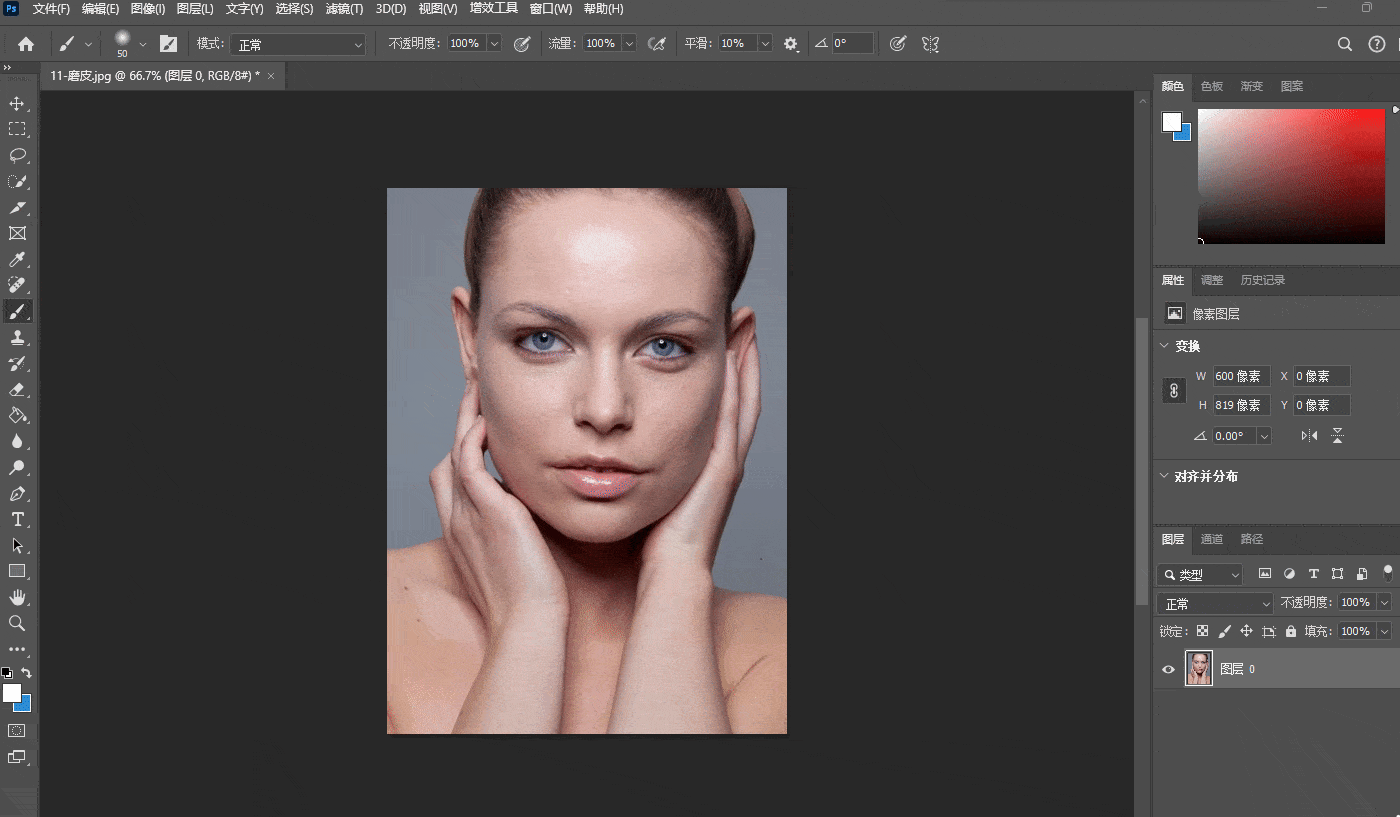 Ps 文件(F) 编辑(E) 图像(I) 图层(L) 文字(Y) 选择(S) 滤镜(T) 3D(D) 视图(V) 增效工具 窗口(W) 帮助(H)
50 模式: 正常 不透明度: 100% 流量: 100% 平滑: 10% 0°
11-磨皮.jpg @ 66.7% (图层 0, RGB/8#) * ×
颜色 色板 渐变 图案
属性 调整 历史记录
像素图层
变换
W 600 像素 X 0 像素
H 819 像素 Y 0 像素
0.00°
对齐并分布
图层 通道 路径
类型
正常 不透明度: 100%
锁定: 填充: 100%
图层 0